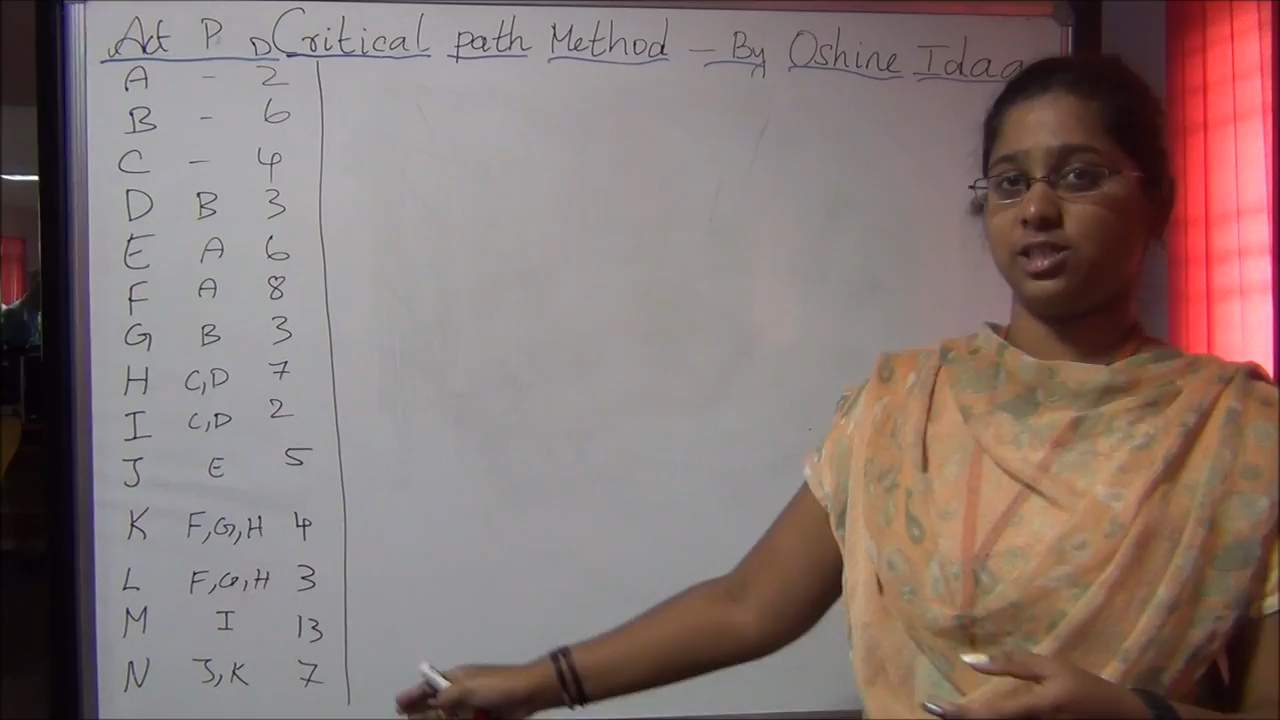 Act P D Critical path Method - By Oshine Idaa
A - 2
B - 6
C - 4
D B 3
E A 6
F A 8
G B 3
H C,D 7
I C,D 2
J E 5
K F,G,H 4
L F,G,H 3
M I 13
N J,K 7